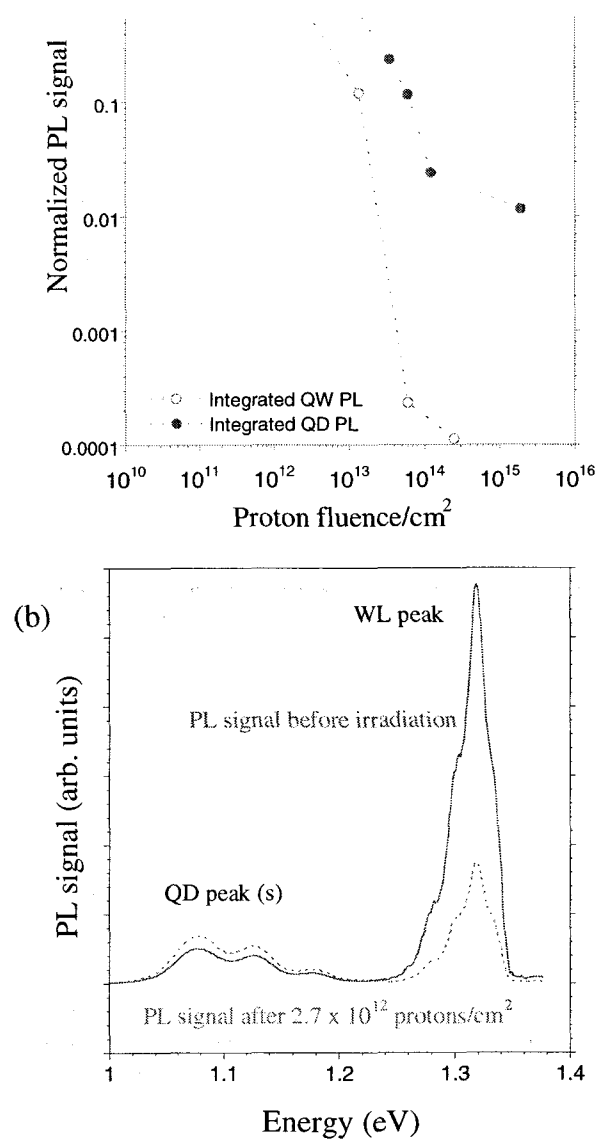 Normalized PL signal
0.1
0.01
0.001
0.0001
Integrated QW PL
Integrated QD PL
10^10 10^11 10^12 10^13 10^14 10^15 10^16
Proton fluence/cm^2
(b)
WL peak
PL signal before irradiation
PL signal (arb. units)
QD peak (s)
PL signal after 2.7 x 10^12 protons/cm^2
1 1.1 1.2 1.3 1.4
Energy (eV)